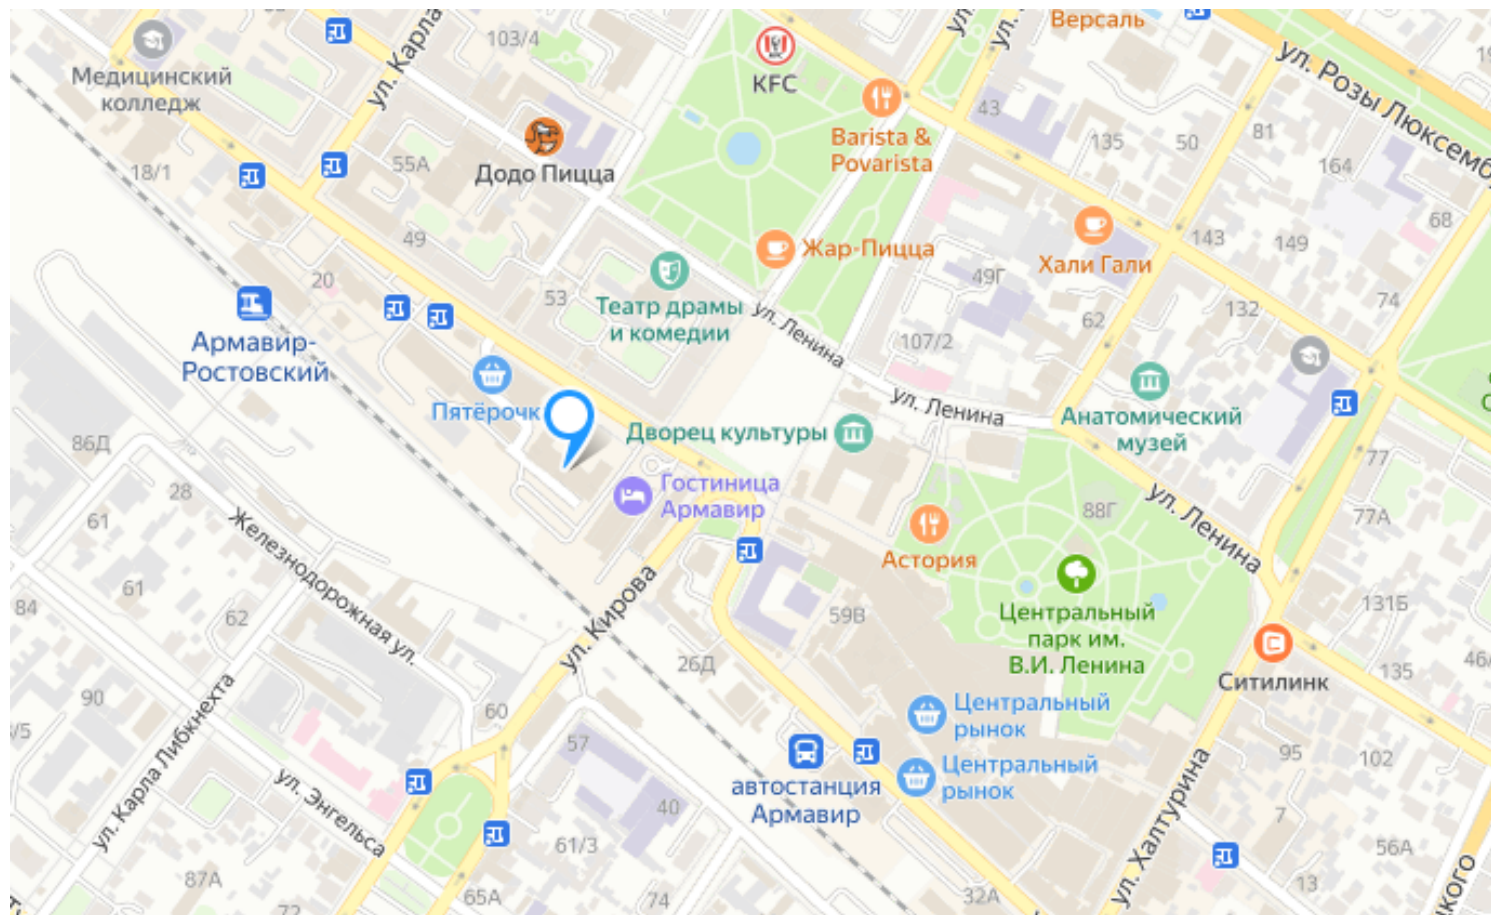 ул. Карла
103/4
KFC
Версаль
ул. Розы Люксембу
Медицинский
колледж
Barista &
Povarista
43
135
50
81
164
68
18/1
55А
Додо Пицца
49
Жар-Пицца
Хали Гали
143
149
20
53
Театр драмы
и комедии
49Г
132
74
62
ул. Ленина
107/2
Армавир-
Ростовский
Пятёрочк
ул. Ленина
Анатомический
музей
Дворец культуры
86Д
28
61
Гостиница
Армавир
88Г
77
77А
ул. Ленина
Железнодорожная ул.
Астория
61
84
62
ул. Кирова
59В
Центральный
парк им.
В.И. Ленина
131Б
26Д
Ситилинк
135
46/
90
/5
60
57
Центральный
рынок
Центральный
рынок
автостанция
Армавир
95
102
ул. Карла Либкнехта
ул. Энгельса
40
61/3
ул. Халтурина
7
56А
87А
65А
74
32А
13
72